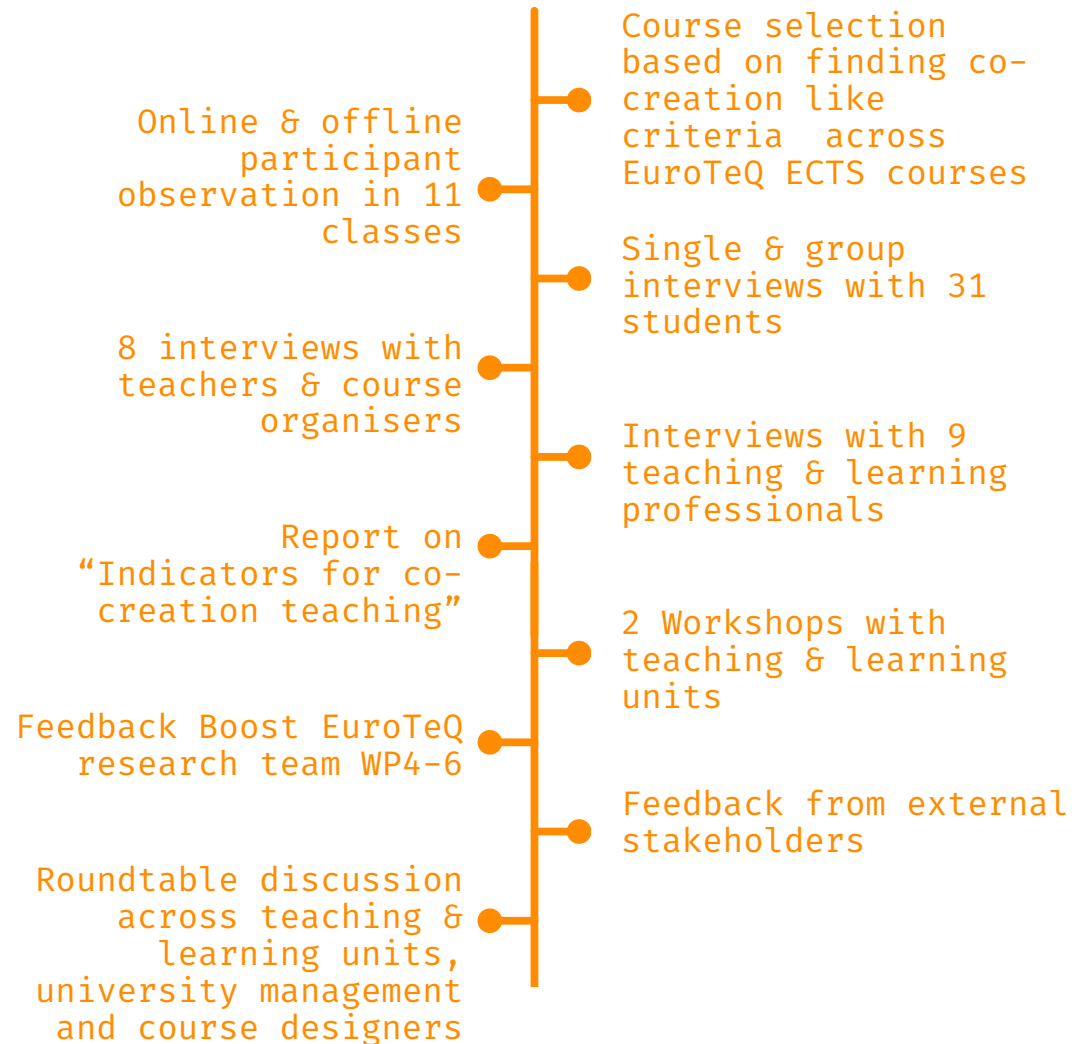 Course selection
based on finding co-
creation like
criteria  across
EuroTeQ ECTS courses
Online & offline
participant
observation in 11
classes
Single & group
interviews with 31
students
8 interviews with
teachers & course
organisers
Interviews with 9
teaching & learning
professionals
Report on
“Indicators for co-
creation teaching”
2 Workshops with
teaching & learning
units
Feedback Boost EuroTeQ
research team WP4-6
Feedback from external
stakeholders
Roundtable discussion
across teaching &
learning units,
university management
and course designers